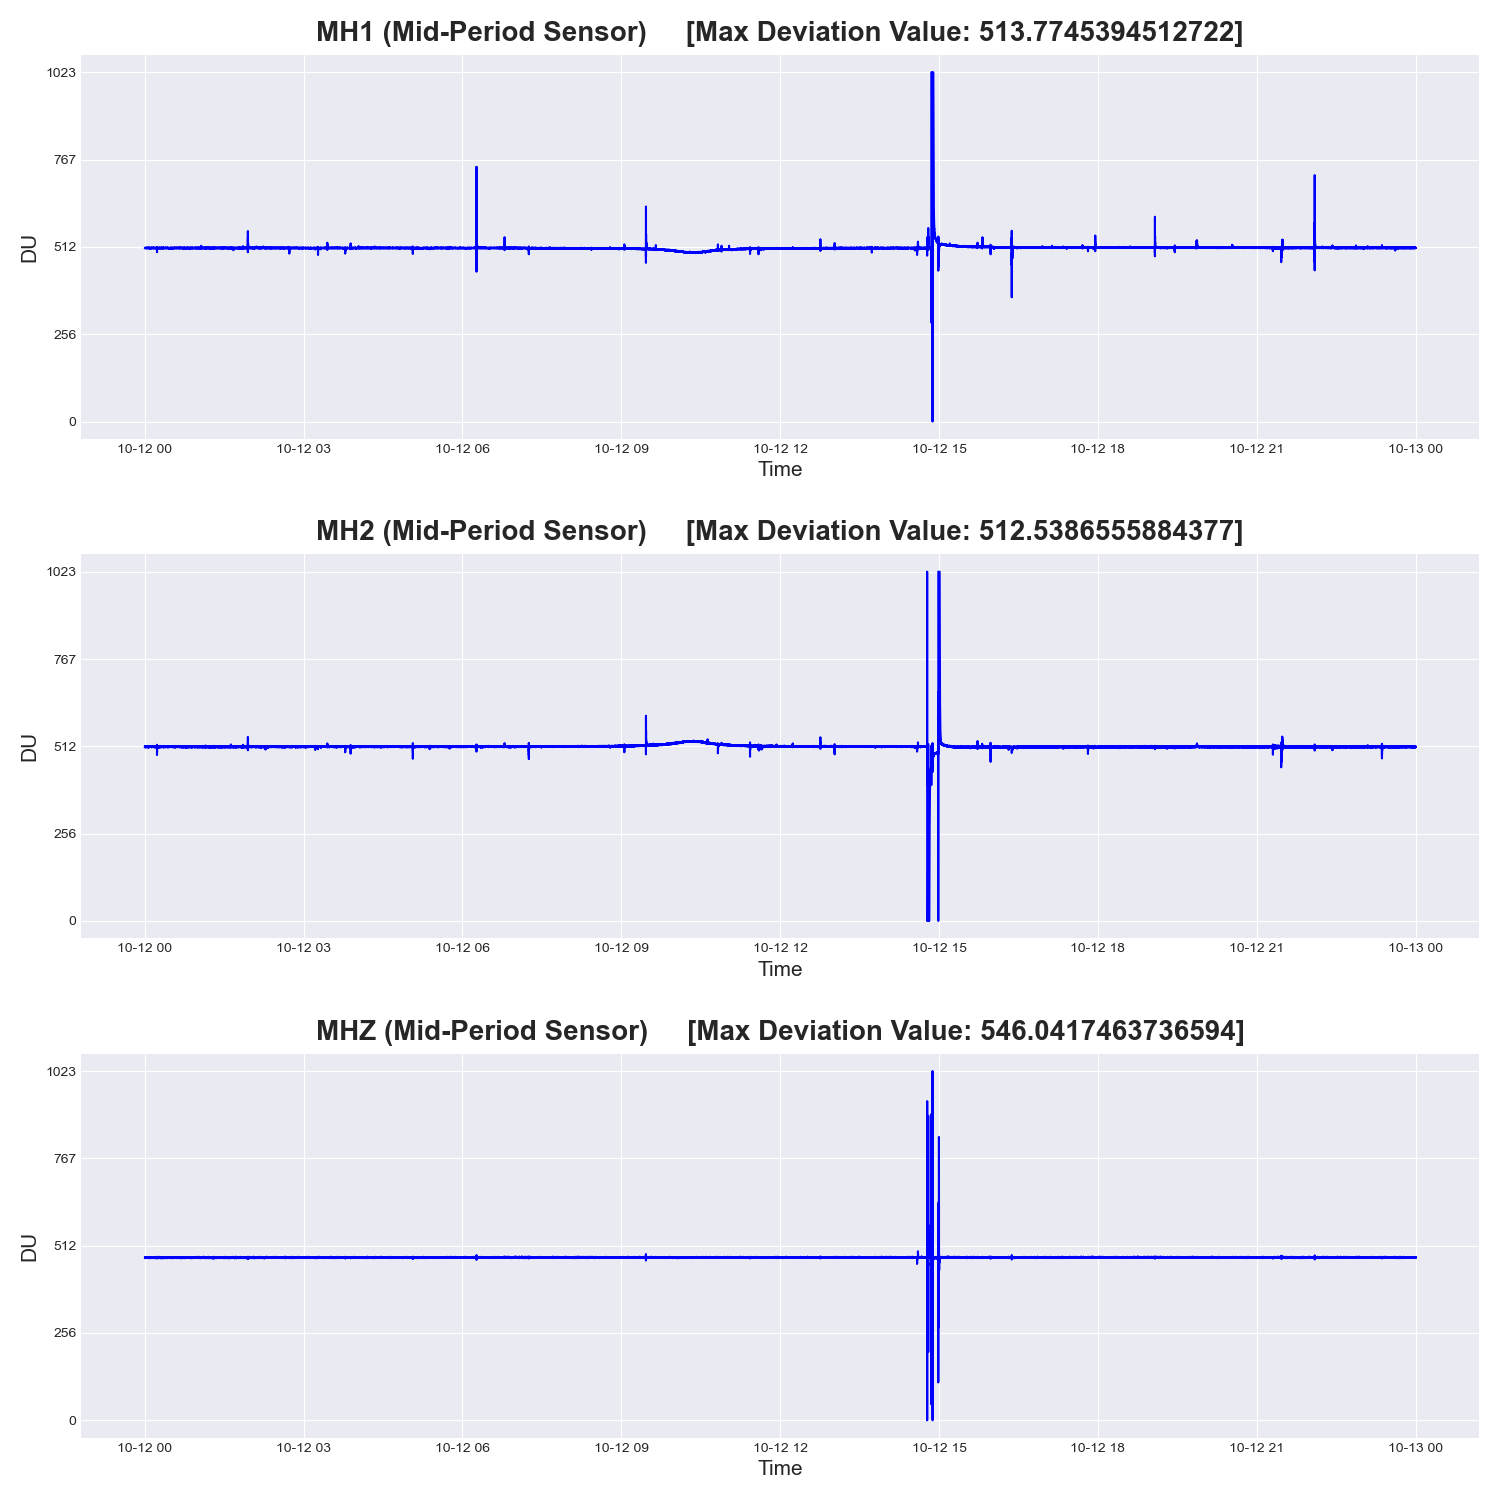 MH1 (Mid-Period Sensor) [Max Deviation Value: 513.7745394512722]
1023
767
512
256
0
DU
10-12 00 10-12 03 10-12 06 10-12 09 10-12 12 10-12 15 10-12 18 10-12 21 10-13 00
Time
MH2 (Mid-Period Sensor) [Max Deviation Value: 512.5386555884377]
1023
767
512
256
0
DU
10-12 00 10-12 03 10-12 06 10-12 09 10-12 12 10-12 15 10-12 18 10-12 21 10-13 00
Time
MHZ (Mid-Period Sensor) [Max Deviation Value: 546.0417463736594]
1023
767
512
256
0
DU
10-12 00 10-12 03 10-12 06 10-12 09 10-12 12 10-12 15 10-12 18 10-12 21 10-13 00
Time